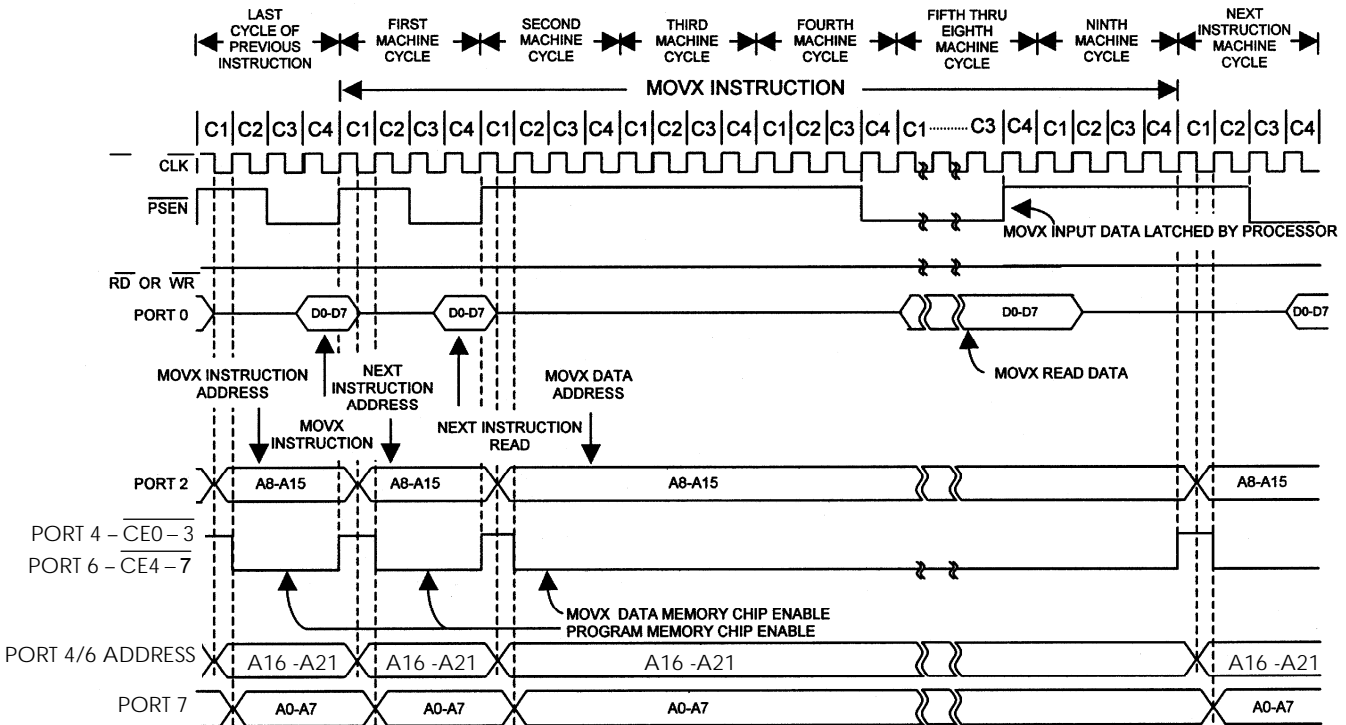 LAST CYCLE OF PREVIOUS INSTRUCTION
FIRST MACHINE CYCLE
SECOND MACHINE CYCLE
THIRD MACHINE CYCLE
FOURTH MACHINE CYCLE
FIFTH THRU EIGHTH MACHINE CYCLE
NINTH MACHINE CYCLE
NEXT INSTRUCTION MACHINE CYCLE
MOVX INSTRUCTION
C1 C2 C3 C4 C1 C2 C3 C4 C1 C2 C3 C4 C1 C2 C3 C4 C1 C2 C3 C4 C1 ......... C3 C4 C1 C2 C3 C4 C1 C2 C3 C4
CLK
PSEN
MOVX INPUT DATA LATCHED BY PROCESSOR
RD OR WR
PORT 0
D0-D7
D0-D7
D0-D7
D0-D7
MOVX INSTRUCTION ADDRESS
NEXT INSTRUCTION ADDRESS
MOVX DATA ADDRESS
MOVX READ DATA
MOVX INSTRUCTION
NEXT INSTRUCTION READ
PORT 2
A8-A15
A8-A15
A8-A15
A8-A15
PORT 4 – CE0 – 3
PORT 6 – CE4 – 7
MOVX DATA MEMORY CHIP ENABLE
PROGRAM MEMORY CHIP ENABLE
PORT 4/6 ADDRESS
A16 -A21
A16 -A21
A16 -A21
A16 -A21
PORT 7
A0-A7
A0-A7
A0-A7
A0-A7